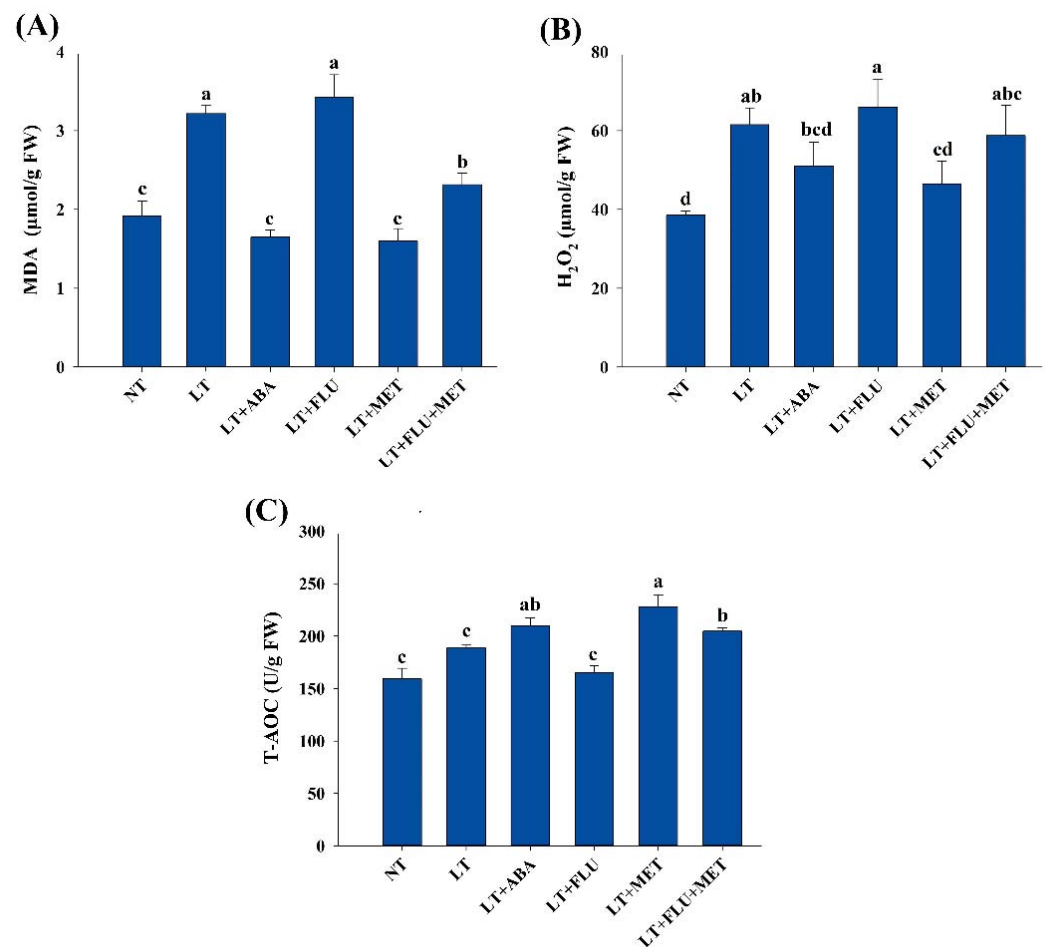 (A)
MDA (μmol/g FW)
4
3
2
1
0
c
a
c
a
c
b
NT
LT
LT+ABA
LT+FLU
LT+MET
LT+FLU+MET
(B)
H₂O₂ (μmol/g FW)
80
60
40
20
0
d
ab
bcd
a
cd
abc
NT
LT
LT+ABA
LT+FLU
LT+MET
LT+FLU+MET
(C)
T-AOC (U/g FW)
300
250
200
150
100
50
0
c
c
ab
c
a
b
NT
LT
LT+ABA
LT+FLU
LT+MET
LT+FLU+MET